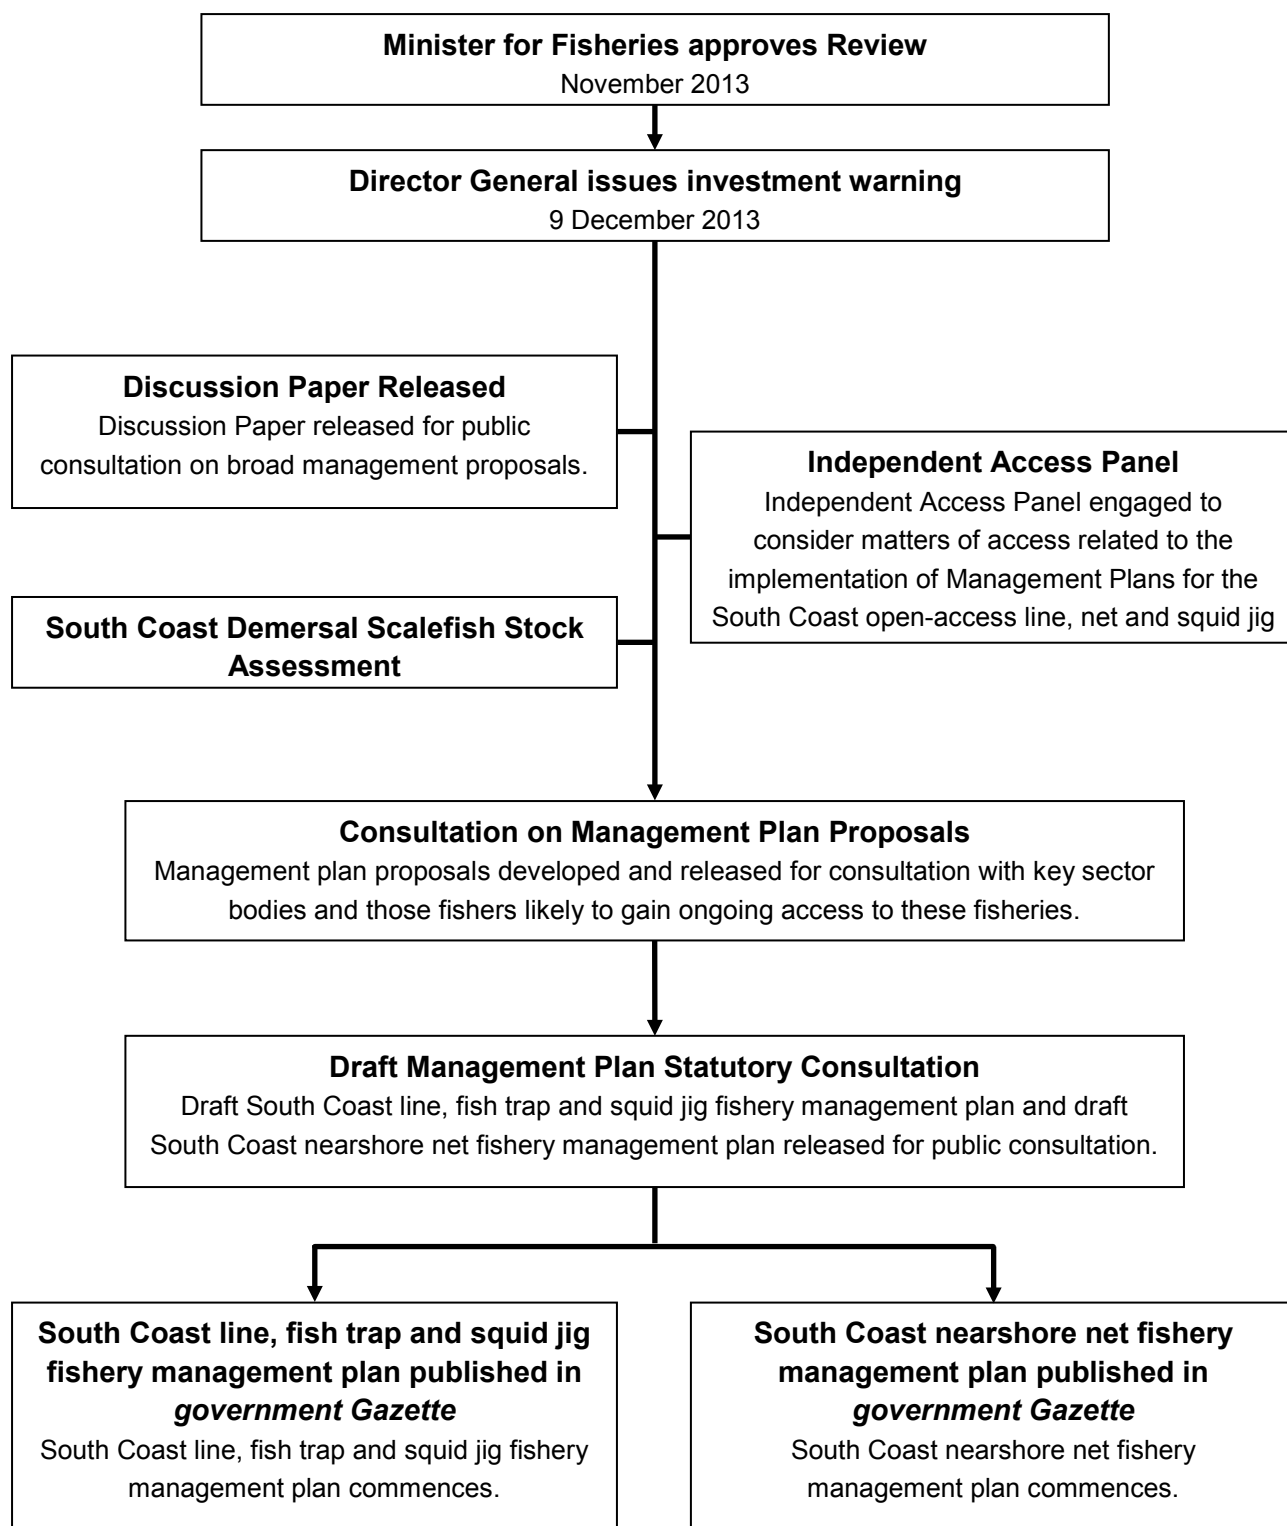 Minister for Fisheries approves Review
November 2013
Director General issues investment warning
9 December 2013
Discussion Paper Released
Discussion Paper released for public
consultation on broad management proposals.
Independent Access Panel
Independent Access Panel engaged to
consider matters of access related to the
implementation of Management Plans for the
South Coast open-access line, net and squid jig
South Coast Demersal Scalefish Stock
Assessment
Consultation on Management Plan Proposals
Management plan proposals developed and released for consultation with key sector
bodies and those fishers likely to gain ongoing access to these fisheries.
Draft Management Plan Statutory Consultation
Draft South Coast line, fish trap and squid jig fishery management plan and draft
South Coast nearshore net fishery management plan released for public consultation.
South Coast line, fish trap and squid jig
fishery management plan published in
government Gazette
South Coast line, fish trap and squid jig fishery
management plan commences.
South Coast nearshore net fishery
management plan published in
government Gazette
South Coast nearshore net fishery
management plan commences.